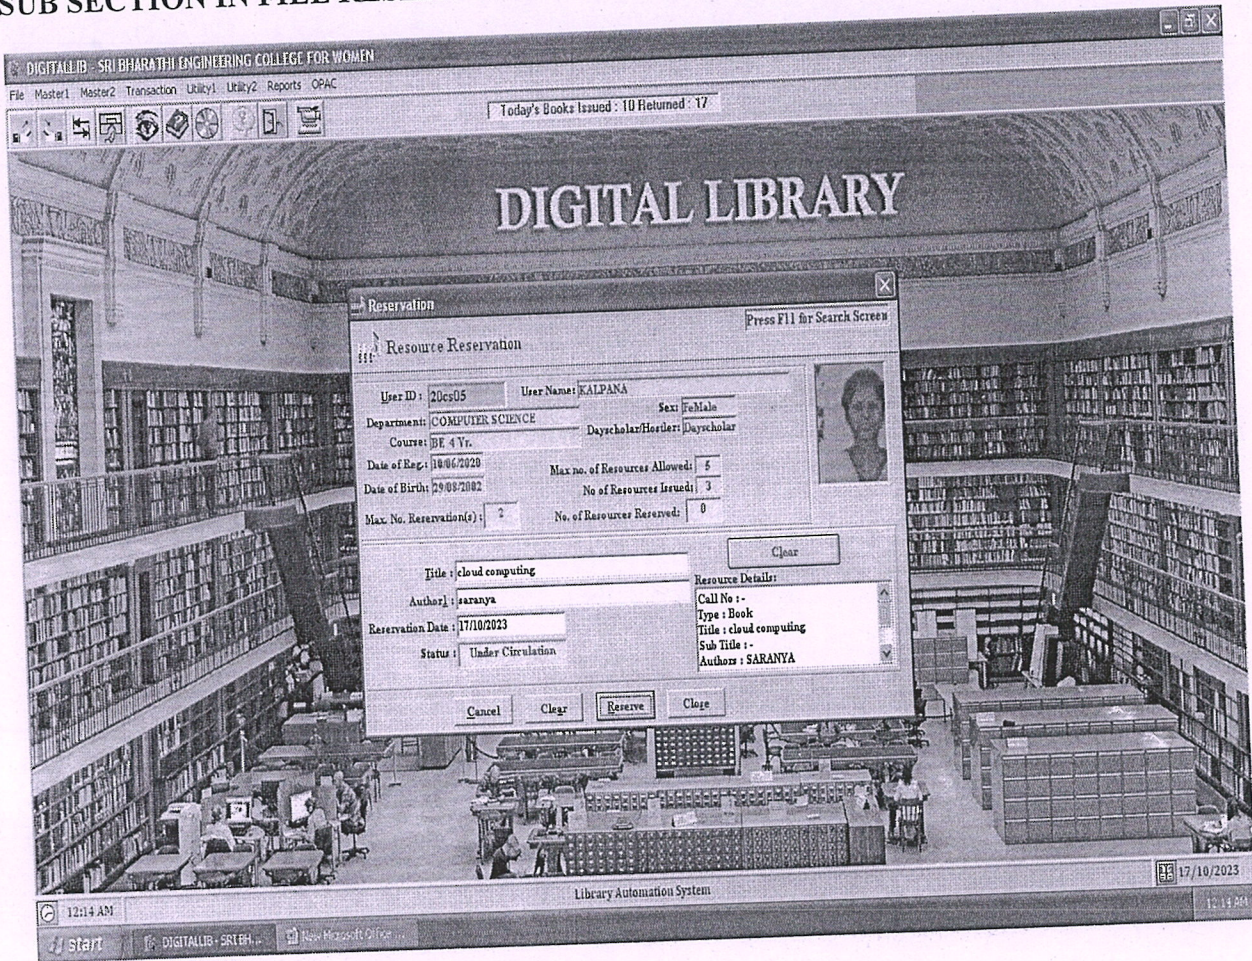 SUB SECTION IN FILE
DIGITALLIB - SRI BHARATHI ENGINEERING COLLEGE FOR WOMEN
File Master1 Master2 Transaction Utility1 Utility2 Reports OPAC
Today's Books Issued : 10 Returned : 17
DIGITAL LIBRARY
Reservation
Press F11 for Search Screen
Resource Reservation
User ID : 20cs05 User Name: KALPANA
Department: COMPUTER SCIENCE Sex: FeMale
Course: BE 4 Yr. Dayscholar/Hostler: Dayscholar
Date of Reg.: 10/06/2020 Max no. of Resources Allowed: 5
Date of Birth: 29/08/2002 No of Resources Issued: 3
Max. No. Reservation(s) : 2 No. of Resources Reserved: 0
Clear
Title : cloud computing
Resource Details:
Author1 : saranya
Call No :-
Type : Book
Reservation Date : 17/10/2023
Title : cloud computing
Status : Under Circulation
Sub Title :-
Authors : SARANYA
Cancel Clear Reserve Close
Library Automation System
17/10/2023
12:14 AM
start DIGITALLIB - SRI BH... New Microsoft Office ... 12:14 AM